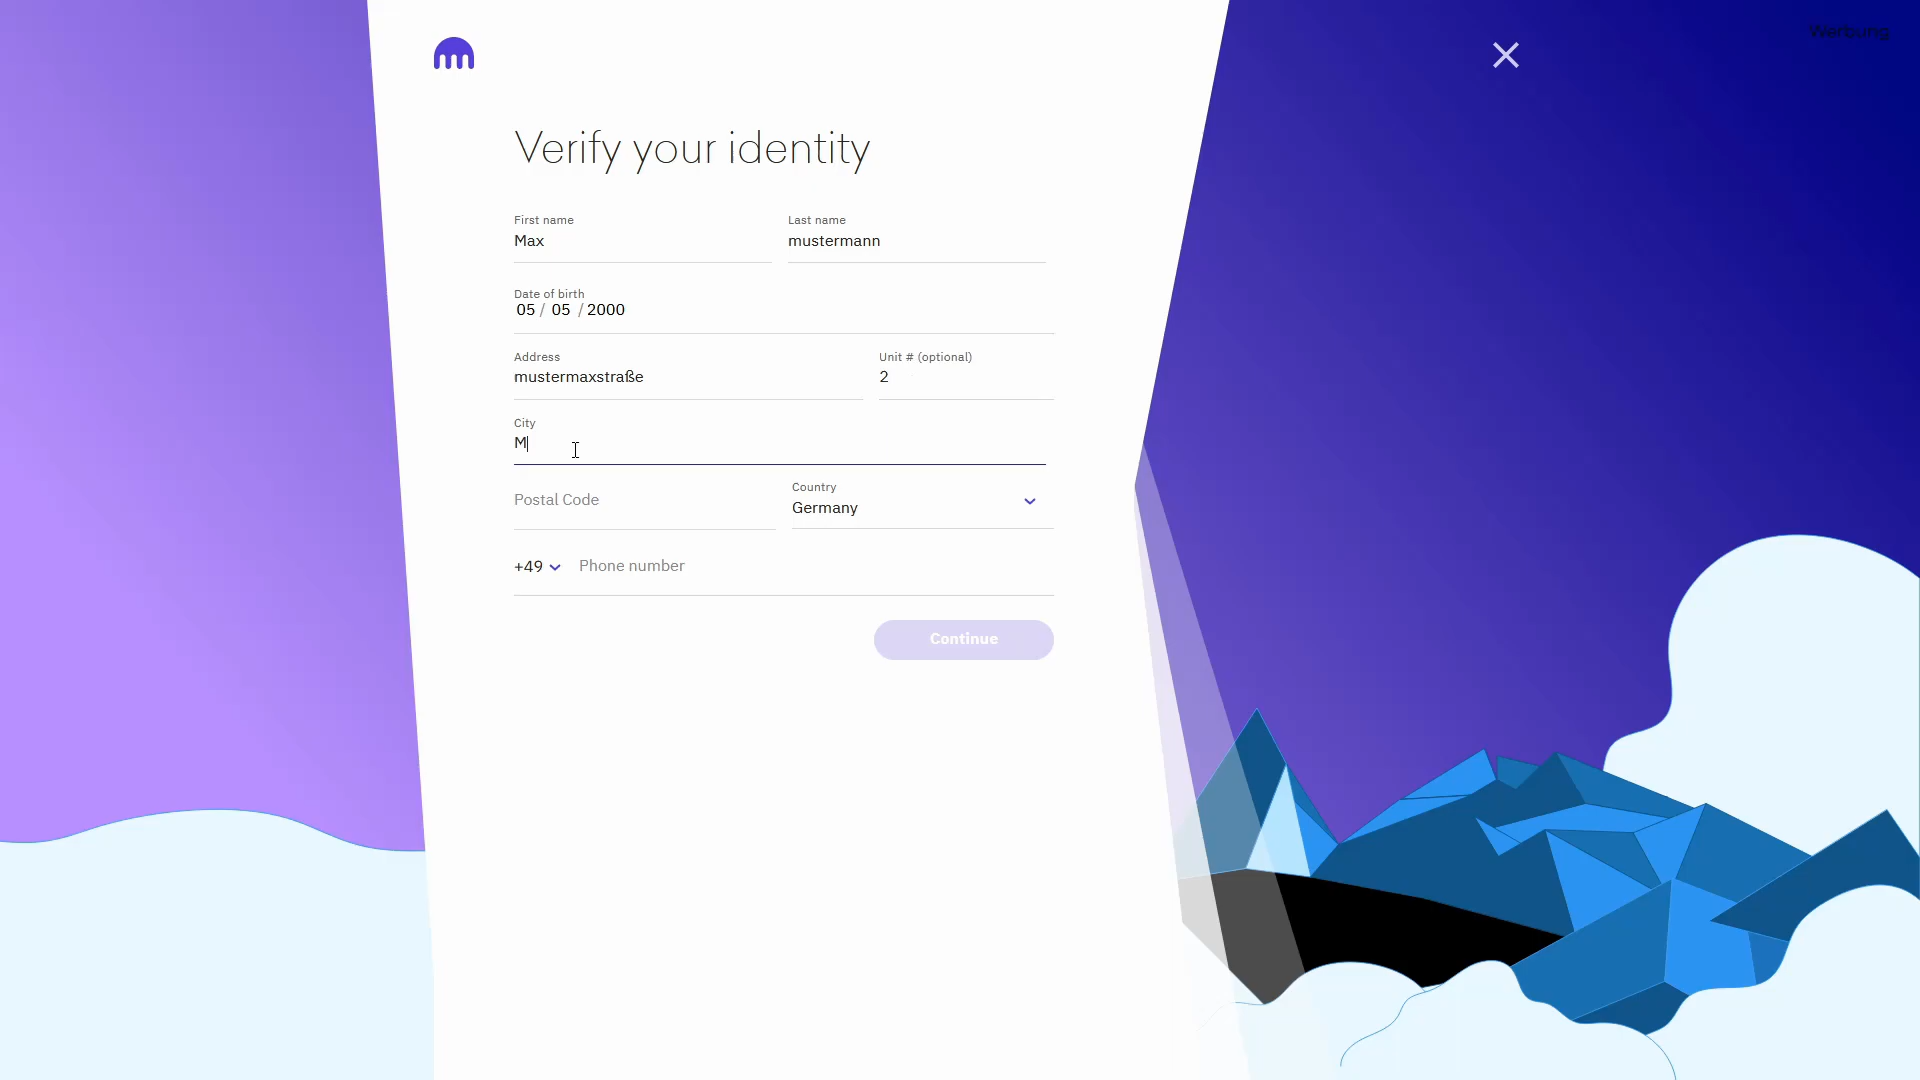 Werbung
Verify your identity
First name
Last name
Max
mustermann
Date of birth
05 / 05 / 2000
Address
Unit # (optional)
mustermaxstraße
2
City
M
Postal Code
Country
Germany
+49
Phone number
Continue